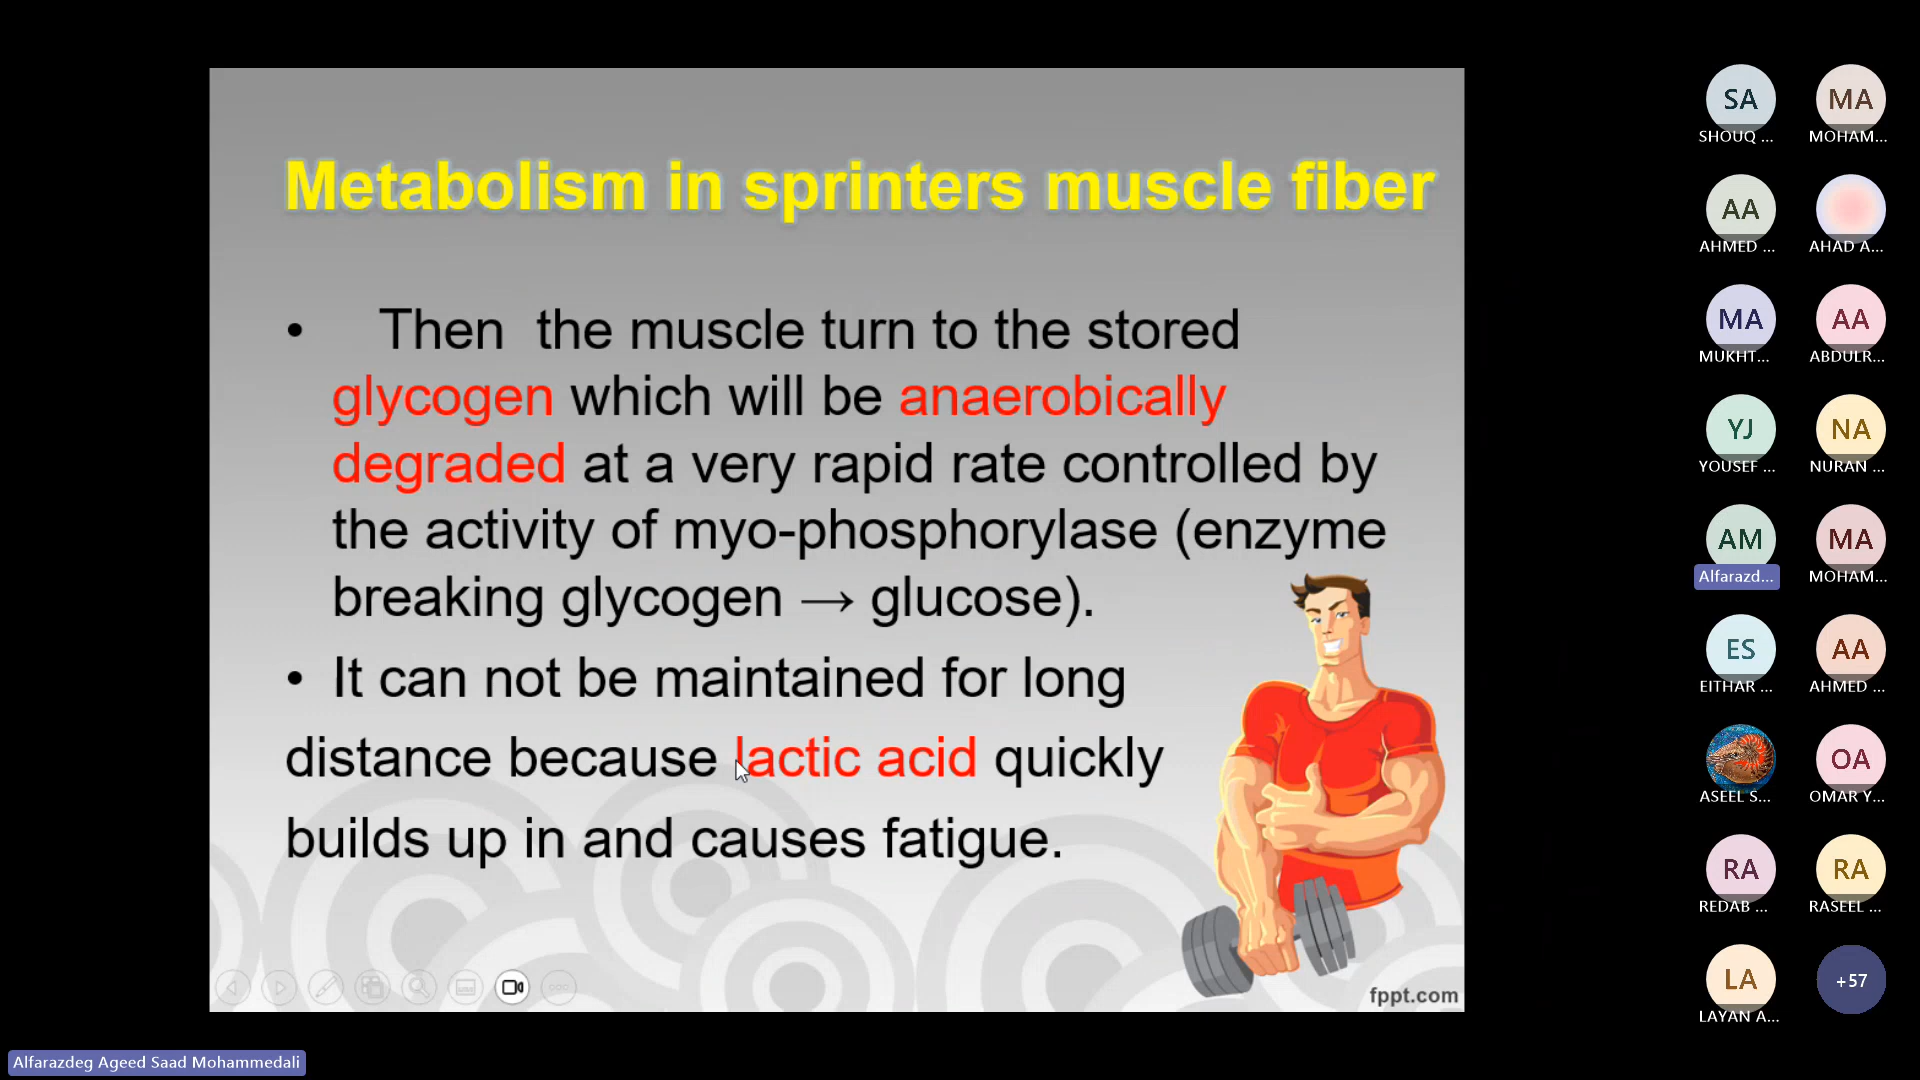 Metabolism in sprinters muscle fiber
• Then the muscle turn to the stored
glycogen which will be anaerobically
degraded at a very rapid rate controlled by
the activity of myo-phosphorylase (enzyme
breaking glycogen → glucose).
• It can not be maintained for long
distance because lactic acid quickly
builds up in and causes fatigue.
fppt.com
SA MA
SHOUQ ... MOHAM...
AA
AHMED ... AHAD A...
MA AA
MUKHT... ABDULR...
YJ NA
YOUSEF ... NURAN ...
AM MA
Alfarazd... MOHAM...
ES AA
EITHAR ... AHMED ...
OA
ASEEL S... OMAR Y...
RA RA
REDAB ... RASEEL ...
LA +57
LAYAN A...
Alfarazdeg Ageed Saad Mohammedali